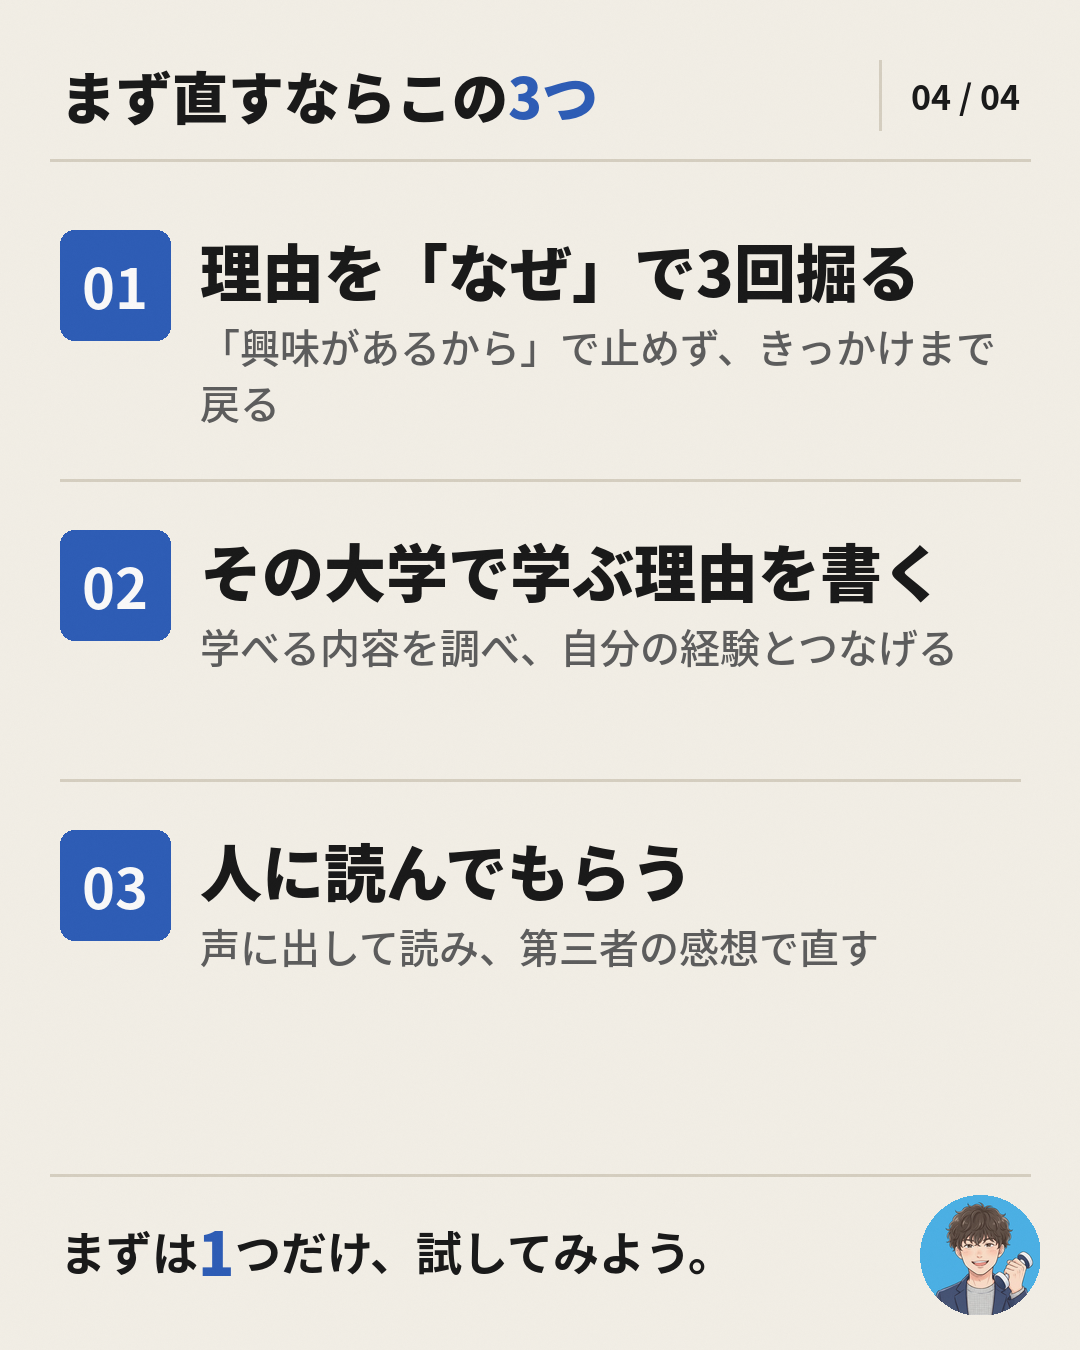 まず直すならこの3つ
04 / 04
01
理由を「なぜ」で3回掘る
「興味があるから」で止めず、きっかけまで
戻る
02
その大学で学ぶ理由を書く
学べる内容を調べ、自分の経験とつなげる
03
人に読んでもらう
声に出して読み、第三者の感想で直す
まずは1つだけ、試してみよう。